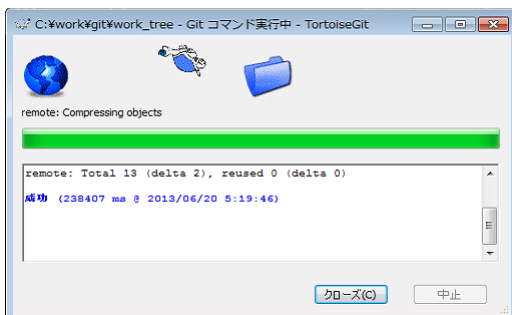 C:¥work¥git¥work_tree - Git コマンド実行中 - TortoiseGit
remote: Compressing objects
remote: Total 13 (delta 2), reused 0 (delta 0)
成功 (238407 ms @ 2013/06/20 5:19:46)
クローズ(C)
中止